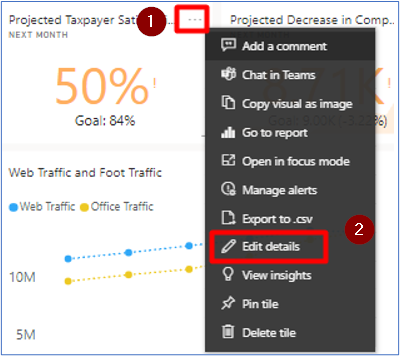 Projected Taxpayer Sati
1
...
Projected Decrease in Comp...
NEXT MONTH
50%!
Goal: 84%
Add a comment
Chat in Teams
Copy visual as image
Go to report
Open in focus mode
Manage alerts
Export to .csv
2
Edit details
View insights
Pin tile
Delete tile
Web Traffic and Foot Traffic
Web Traffic
Office Traffic
10M
5M